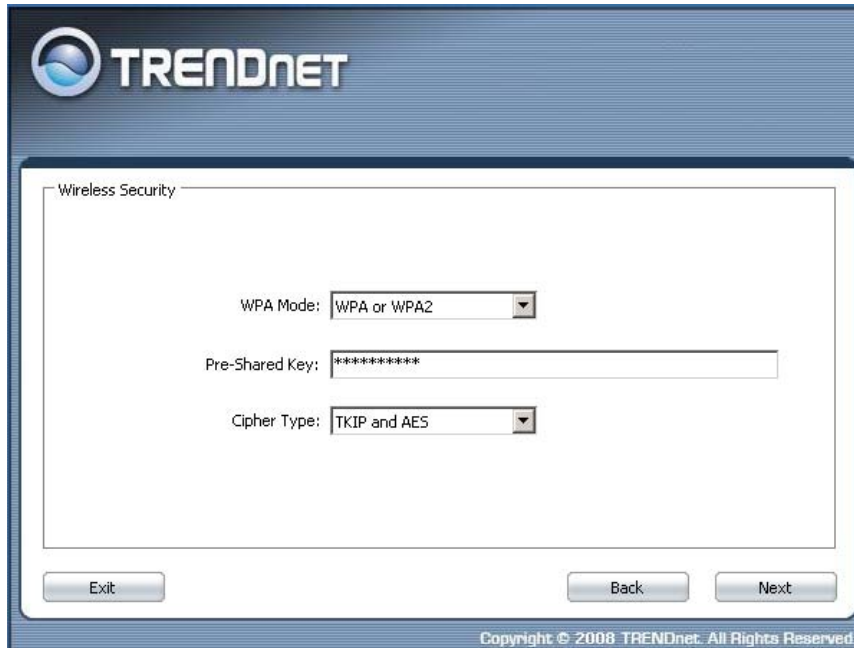 TRENDNET
Wireless Security
WPA Mode: WPA or WPA2
Pre-Shared Key: **********
Cipher Type: TKIP and AES
Exit Back Next
Copyright © 2008 TRENDnet. All Rights Reserved